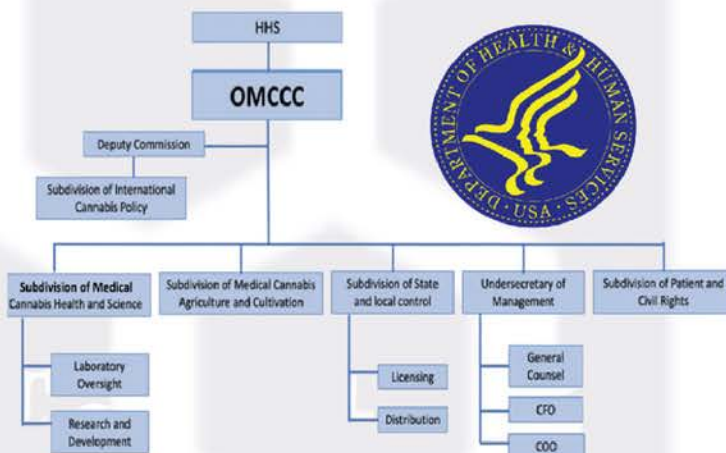 HHS
OMCCC
DEPARTMENT OF HEALTH & HUMAN SERVICES · USA ·
Deputy Commission
Subdivision of International
Cannabis Policy
Subdivision of Medical
Cannabis Health and Science
Subdivision of Medical Cannabis
Agriculture and Cultivation
Subdivision of State
and local control
Undersecretary of
Management
Subdivision of Patient and
Civil Rights
Laboratory
Oversight
Research and
Development
Licensing
Distribution
General
Counsel
CFO
COO